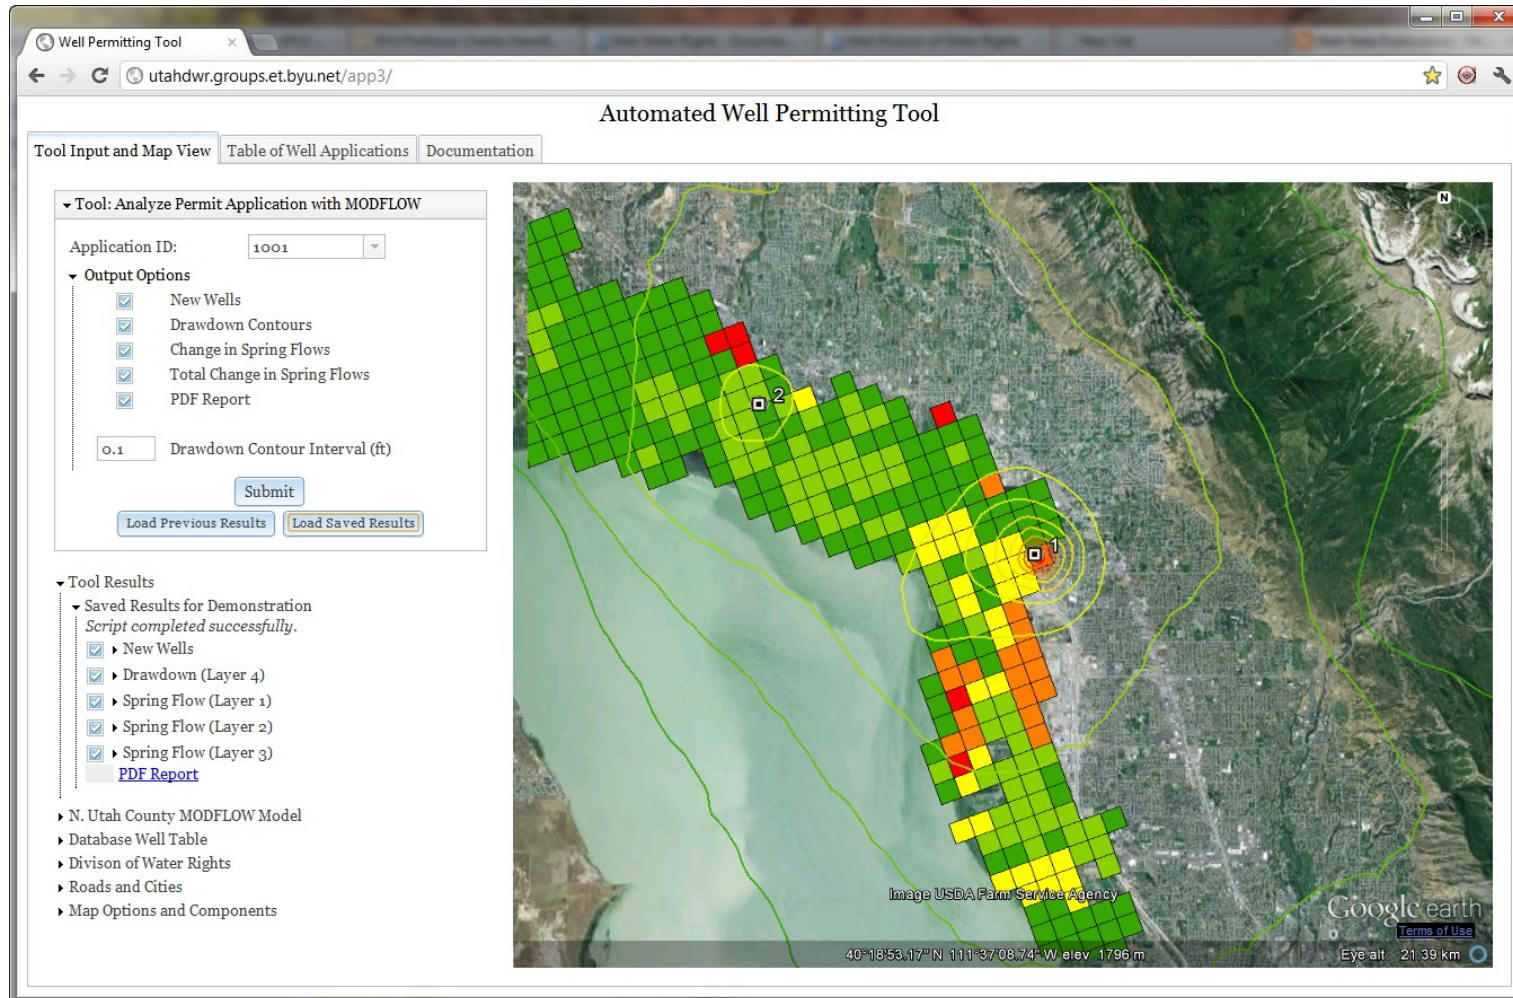 Well Permitting Tool
utahdwr.groups.et.byu.net/app3/
Automated Well Permitting Tool
Tool Input and Map View
Table of Well Applications
Documentation
Tool: Analyze Permit Application with MODFLOW
Application ID:
1001
Output Options
New Wells
Drawdown Contours
Change in Spring Flows
Total Change in Spring Flows
PDF Report
0.1
Drawdown Contour Interval (ft)
Submit
Load Previous Results
Load Saved Results
Tool Results
Saved Results for Demonstration
Script completed successfully.
New Wells
Drawdown (Layer 4)
Spring Flow (Layer 1)
Spring Flow (Layer 2)
Spring Flow (Layer 3)
PDF Report
N. Utah County MODFLOW Model
Database Well Table
Divison of Water Rights
Roads and Cities
Map Options and Components
N
2
1
Image USDA Farm Service Agency
Google earth
Terms of Use
40°18'53.17" N 111°37'08.74" W elev 1796 m
Eye alt 21.39 km